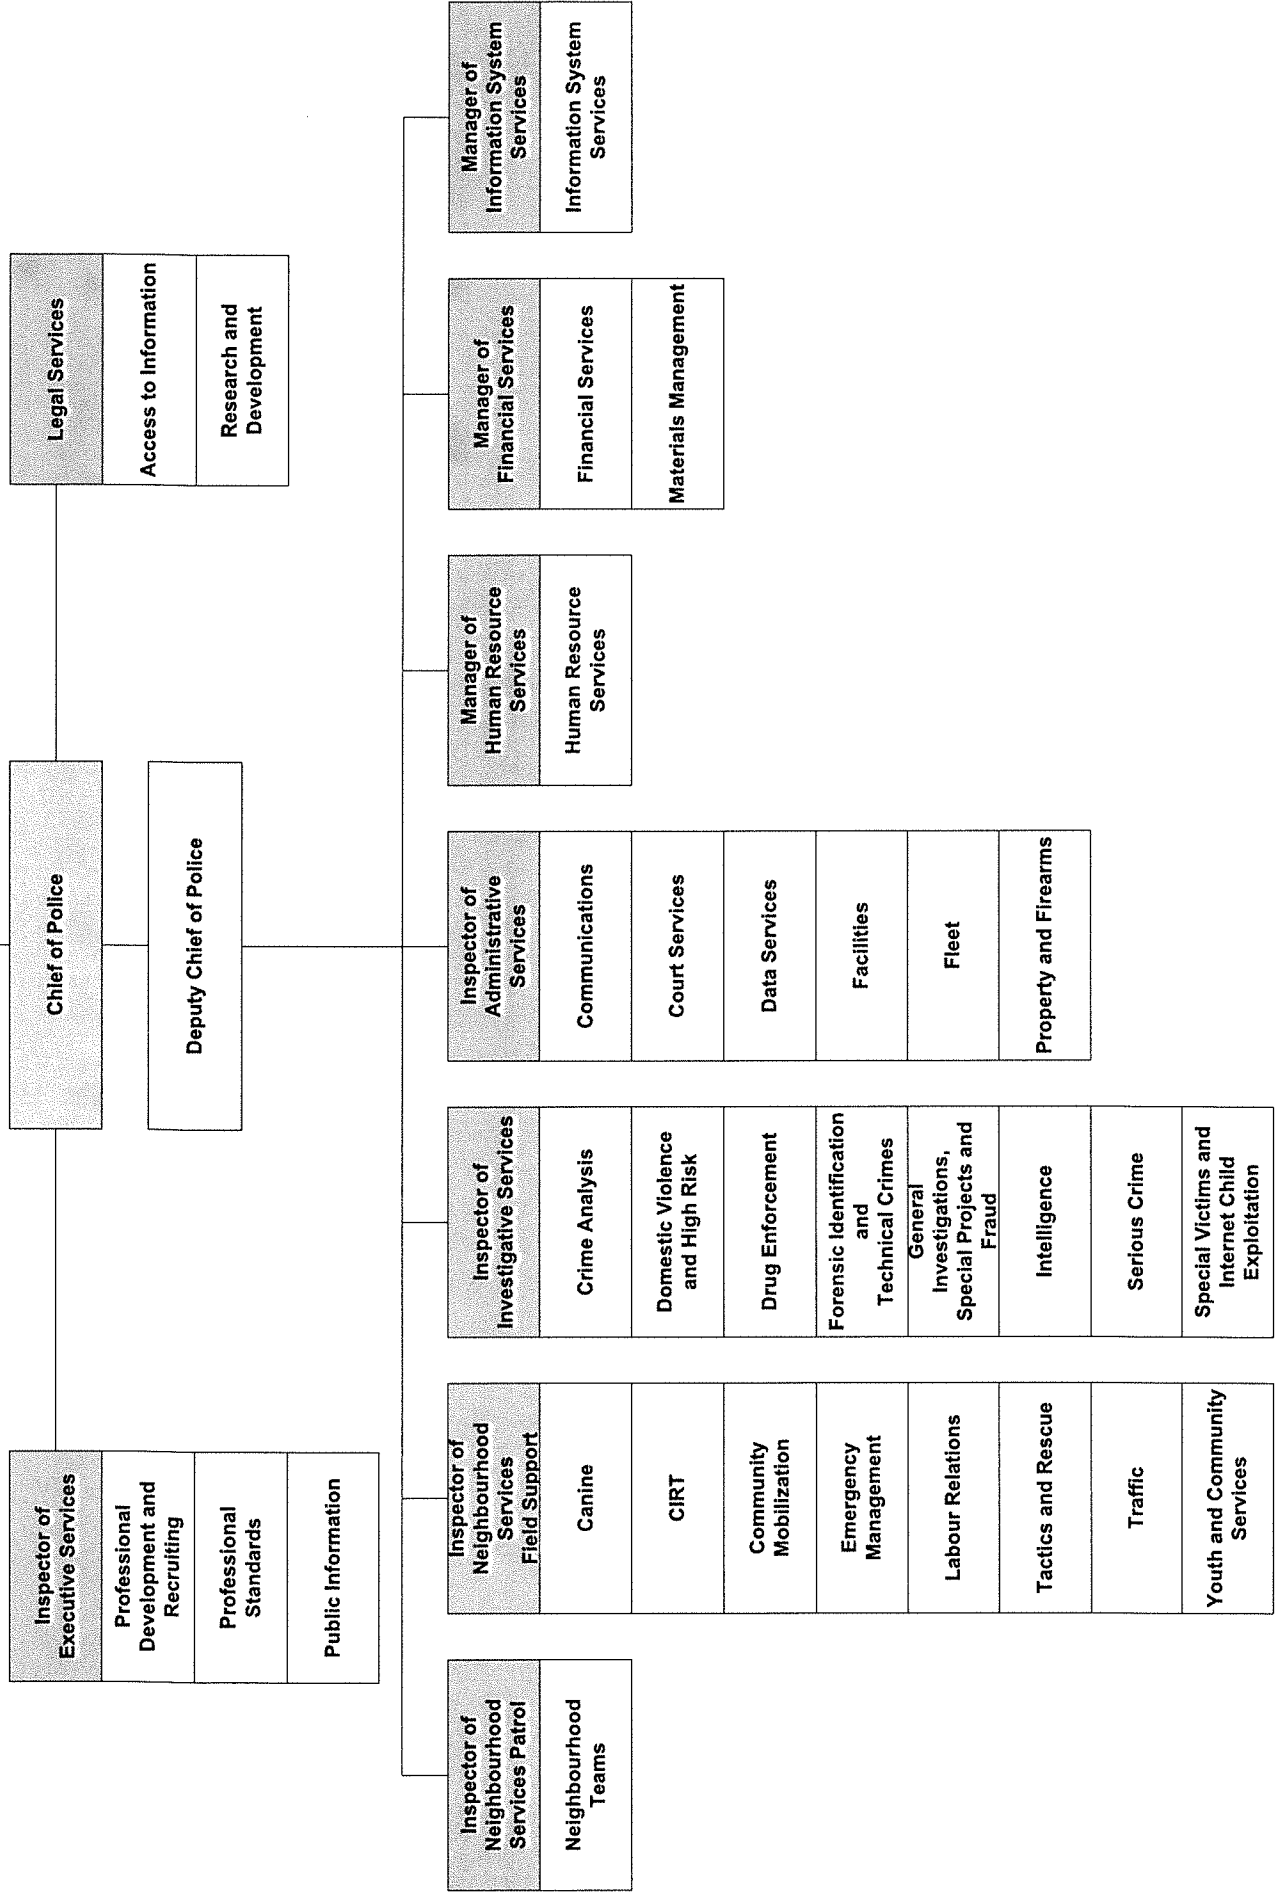 Chief of Police
Deputy Chief of Police
Inspector of
Executive Services
Professional
Development and
Recruiting
Professional
Standards
Public Information
Legal Services
Access to Information
Research and
Development
Inspector of
Neighbourhood
Services Patrol
Neighbourhood
Teams
Inspector of
Neighbourhood
Services
Field Support
Canine
CIRT
Community
Mobilization
Emergency
Management
Labour Relations
Tactics and Rescue
Traffic
Youth and Community
Services
Inspector of
Investigative Services
Crime Analysis
Domestic Violence
and High Risk
Drug Enforcement
Forensic Identification
and
Technical Crimes
General
Investigations,
Special Projects and
Fraud
Intelligence
Serious Crime
Special Victims and
Internet Child
Exploitation
Inspector of
Administrative
Services
Communications
Court Services
Data Services
Facilities
Fleet
Property and Firearms
Manager of
Human Resource
Services
Human Resource
Services
Manager of
Financial Services
Financial Services
Materials Management
Manager of
Information System
Services
Information System
Services